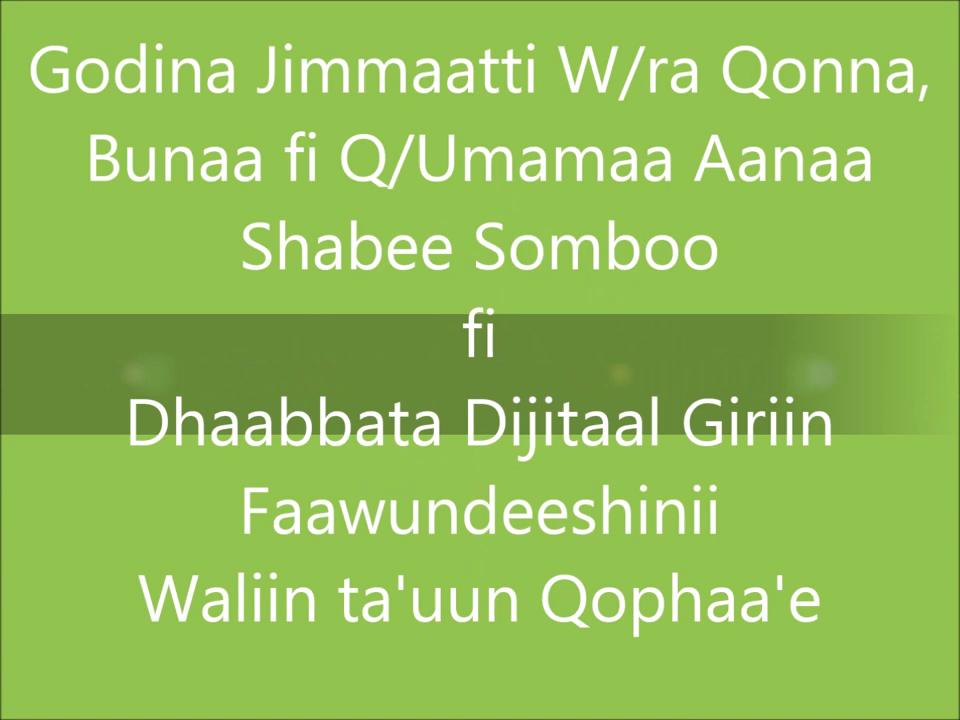 Godina Jimmaatti W/ra Qonna,
Bunaa fi Q/Umamaa Aanaa
Shabee Somboo
fi
Dhaabbata Dijitaal Giriin
Faawundeeshinii
Waliin ta'uun Qophaa'e